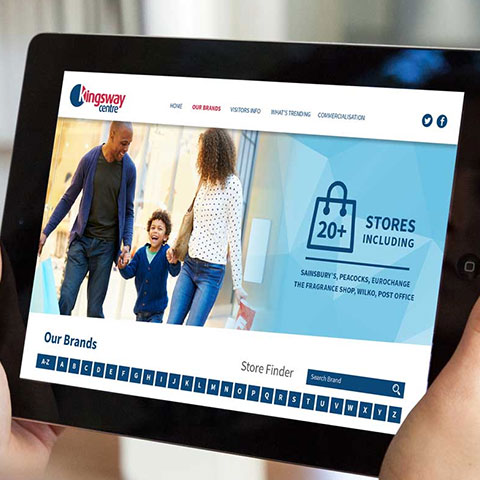 Kingsway
centre
HOME OUR BRANDS VISITORS INFO WHAT'S TRENDING COMMERCIALISATION
20+
STORES
INCLUDING
SAINSBURY'S, PEACOCKS, EUROCHANGE
THE FRAGRANCE SHOP, WILKO, POST OFFICE
Our Brands
Store Finder
Search Brand
A-Z A B C D E F G H I J K L M N O P Q R S T U V W X Y Z